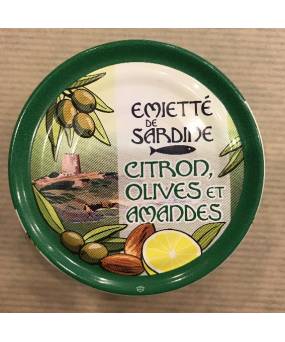 EMIETTÉ
DE
SARDINE
CITRON,
OLIVES ET
AMANDES